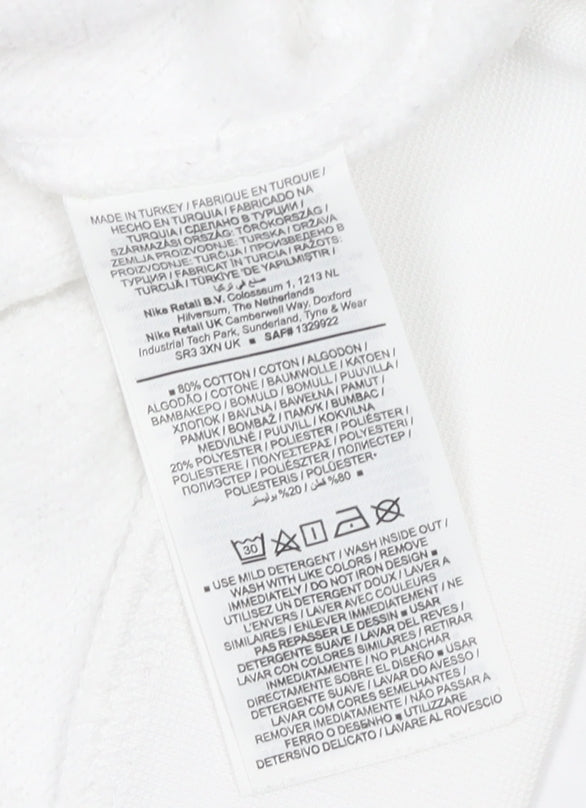 MADE IN TURKEY / FABRIQUE EN TURQUIE /
HECHO EN TURQUIA / FABRICADO NA
TURQUIA / СДЕЛАНО В ТУРЦИИ /
SZÁRMAZÁSI ORSZÁG: TÖRÖKORSZÁG /
ZEMLJA PROIZVODNJE: TURSKA / DRŽAVA
PROIZVODNJE: TURČIJA / ПРОИЗВЕДЕНО В
ТУРЦИЯ / FABRICAT IN TURCIA / RAŽOTS:
TURCIJA / TÜRKİYE'DE YAPILMIŞTIR /
صنع في تركيا
Nike Retail B.V. Colosseum 1, 1213 NL
Hilversum, The Netherlands
Nike Retail UK Camberwell Way, Doxford
Industrial Tech Park, Sunderland, Tyne & Wear
SR3 3XN UK ■ SAF# 1329922
■ 80% COTTON / COTON / ALGODON /
ALGODÃO / COTONE / BAUMWOLLE / KATOEN /
ΒΑΜΒΑΚΕΡΟ / BOMULD / BOMULL / PUUVILLA /
ХЛОПОК / BAVLNA / BAWEŁNA / PAMUT /
PAMUK / BOMBAŽ / ПАМУК / BUMBAC /
MEDVILNĖ / PUUVILL / KOKVILNA
20% POLYESTER / POLIESTER / POLIÉSTER /
POLIESTERE / ΠΟΛΥΕΣΤΕΡΑΣ / POLYESTERI /
ПОЛИЭСТЕР / POLIÉSZTER / ПОЛИЕСТЕР /
POLIESTERIS / POLÜESTER
■ 80% قطن / 20% بوليستر
30
■ USE MILD DETERGENT / WASH INSIDE OUT /
WASH WITH LIKE COLORS / REMOVE
IMMEDIATELY / DO NOT IRON DESIGN ■
UTILISEZ UN DETERGENT DOUX / LAVER A
L'ENVERS / LAVER AVEC COULEURS
SIMILAIRES / ENLEVER IMMEDIATEMENT / NE
PAS REPASSER LE DESSIN ■ USAR
DETERGENTE SUAVE / LAVAR DEL REVES /
LAVAR CON COLORES SIMILARES / RETIRAR
INMEDIATAMENTE / NO PLANCHAR
DIRECTAMENTE SOBRE EL DISEÑO ■ USAR
DETERGENTE SUAVE / LAVAR DO AVESSO /
LAVAR COM CORES SEMELHANTES /
REMOVER IMEDIATAMENTE / NÃO PASSAR A
FERRO O DESENHO ■ UTILIZZARE
DETERSIVO DELICATO / LAVARE AL ROVESCIO